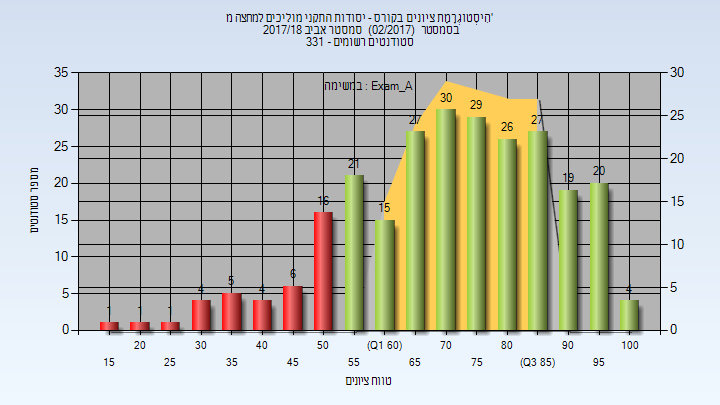 היסטוגרמת ציונים בקורס - יסודות התקני מוליכים למחצה מ'
בסמסטר (02/2017) סמסטר אביב 2017/18
סטודנטים רשומים - 331
במשימה : Exam_A
מספר סטודנטים
35 30 25 20 15 10 5 0
30 25 20 15 10 5 0
1 1 1 4 5 4 6 16 21 15 27 30 29 26 27 19 20 4
20 30 40 50 (Q1 60) 70 80 90 100
15 25 35 45 55 65 75 (Q3 85) 95
טווח ציונים